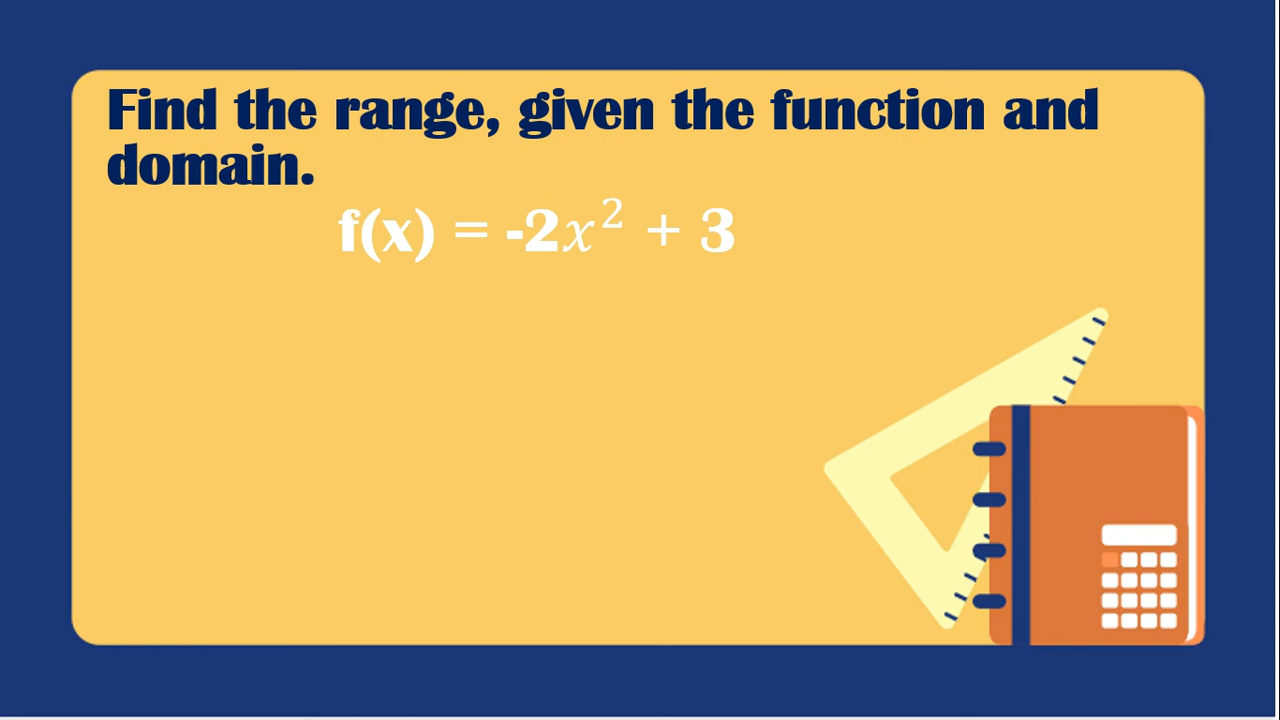 Find the range, given the function and
domain.
f(x) = -2x² + 3